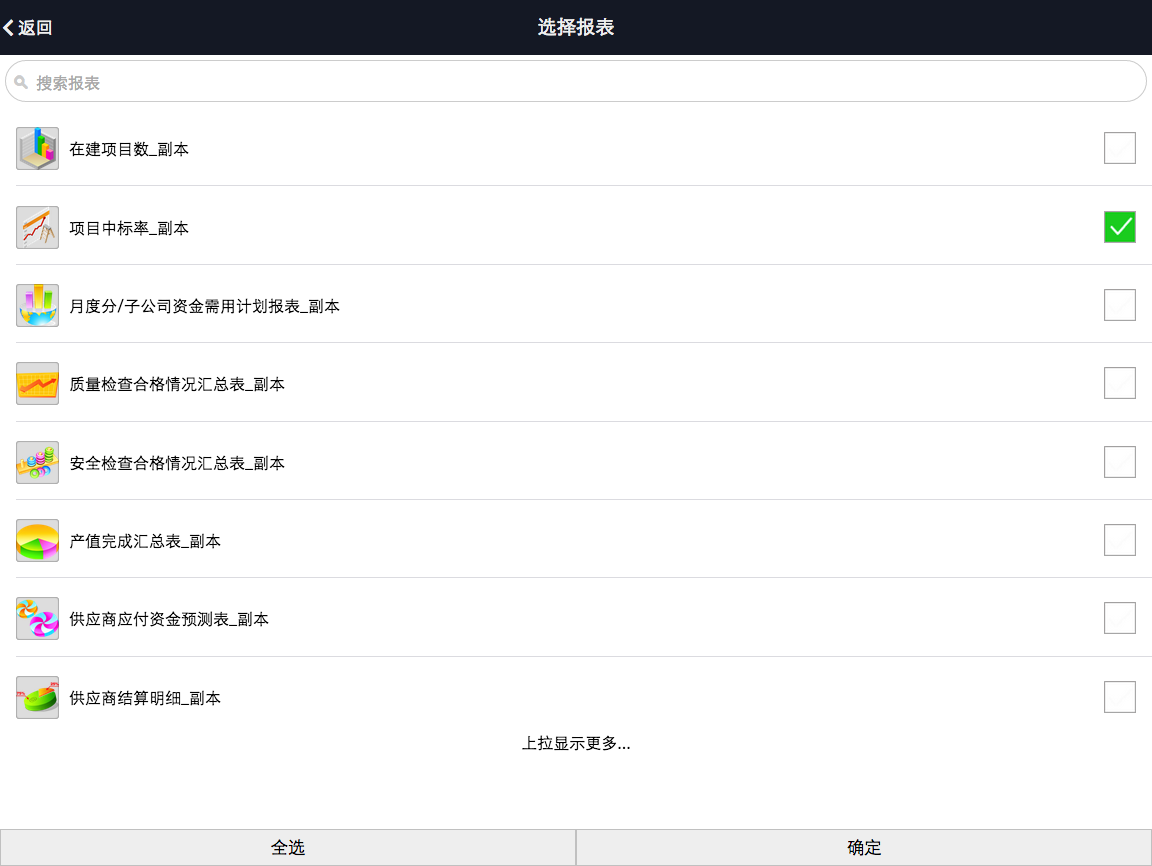 返回
选择报表
搜索报表
在建项目数_副本
项目中标率_副本
月度分/子公司资金需用计划报表_副本
质量检查合格情况汇总表_副本
安全检查合格情况汇总表_副本
产值完成汇总表_副本
供应商应付资金预测表_副本
供应商结算明细_副本
上拉显示更多...
全选
确定